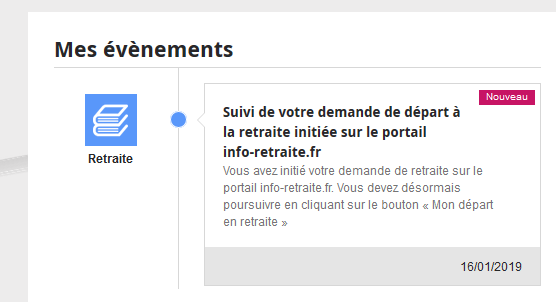 Mes évènements
Nouveau
Suivi de votre demande de départ à
la retraite initiée sur le portail
info-retraite.fr
Retraite
Vous avez initié votre demande de retraite sur le
portail info-retraite.fr. Vous devez désormais
poursuivre en cliquant sur le bouton « Mon départ
en retraite »
16/01/2019